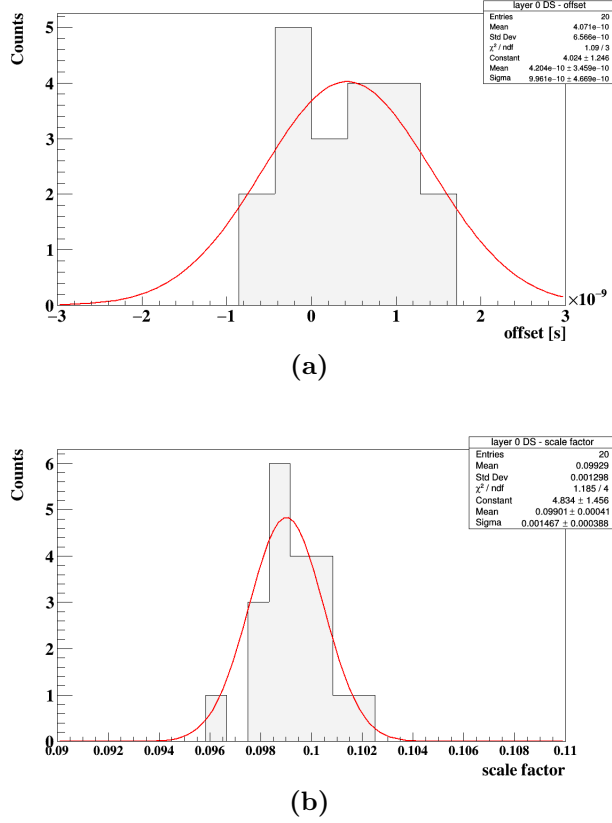 layer 0 DS - offset
Entries 20
Mean 4.071e−10
Std Dev 6.566e−10
χ² / ndf 1.09 / 3
Constant 4.024 ± 1.246
Mean 4.204e−10 ± 3.459e−10
Sigma 9.961e−10 ± 4.669e−10
Counts
5
4
3
2
1
0
−3 −2 −1 0 1 2 3
×10⁻⁹
offset [s]
(a)
layer 0 DS - scale factor
Entries 20
Mean 0.09929
Std Dev 0.001298
χ² / ndf 1.185 / 4
Constant 4.834 ± 1.456
Mean 0.09901 ± 0.00041
Sigma 0.001467 ± 0.000388
Counts
6
5
4
3
2
1
0
0.09 0.092 0.094 0.096 0.098 0.1 0.102 0.104 0.106 0.108 0.11
scale factor
(b)